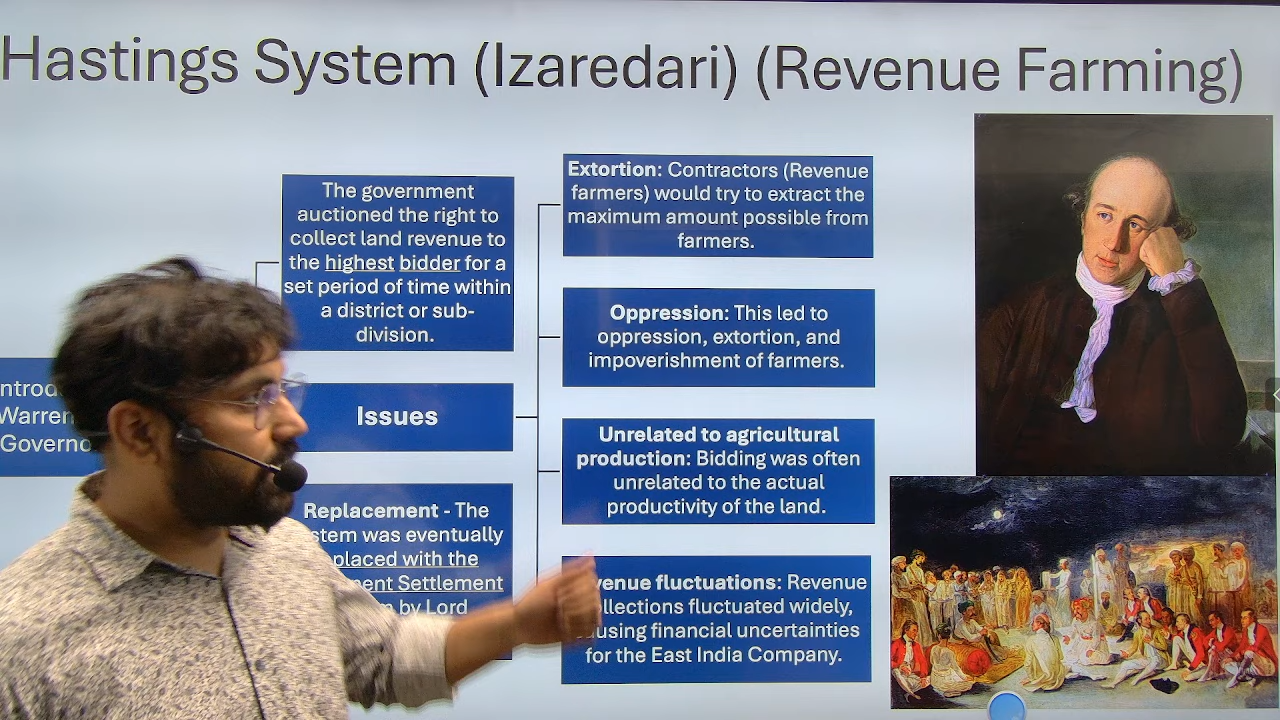 Hastings System (Izaredari) (Revenue Farming)
The government
auctioned the right to
collect land revenue to
the highest bidder for a
set period of time within
a district or sub-
division.
Warren
Issues
Replacement - The
was eventually
placed with the
Settlement
by Lord
Extortion: Contractors (Revenue
farmers) would try to extract the
maximum amount possible from
farmers.
Oppression: This led to
oppression, extortion, and
impoverishment of farmers.
Unrelated to agricultural
production: Bidding was often
unrelated to the actual
productivity of the land.
venue fluctuations: Revenue
llections fluctuated widely,
causing financial uncertainties
for the East India Company.